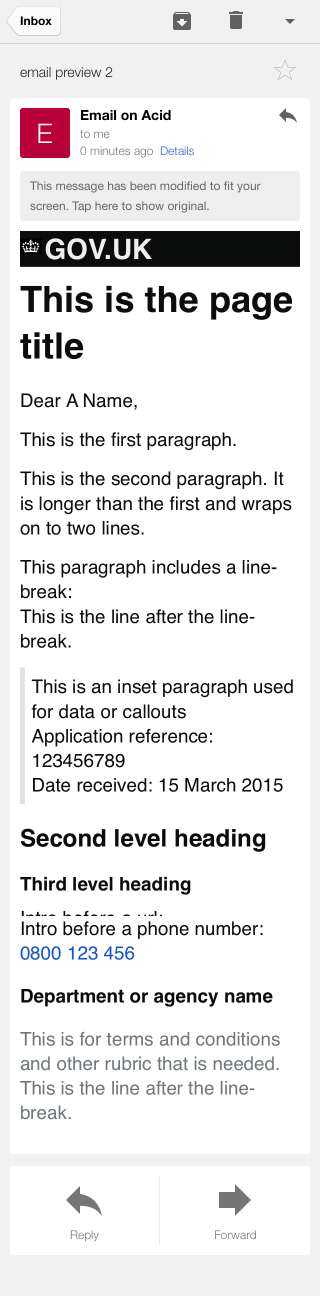 Inbox
email preview 2
E
Email on Acid
to me
0 minutes ago Details
This message has been modified to fit your
screen. Tap here to show original.
GOV.UK
This is the page
title
Dear A Name,
This is the first paragraph.
This is the second paragraph. It
is longer than the first and wraps
on to two lines.
This paragraph includes a line-
break:
This is the line after the line-
break.
This is an inset paragraph used
for data or callouts
Application reference:
123456789
Date received: 15 March 2015
Second level heading
Third level heading
Intro before a
Intro before a phone number:
0800 123 456
Department or agency name
This is for terms and conditions
and other rubric that is needed.
This is the line after the line-
break.
Reply
Forward